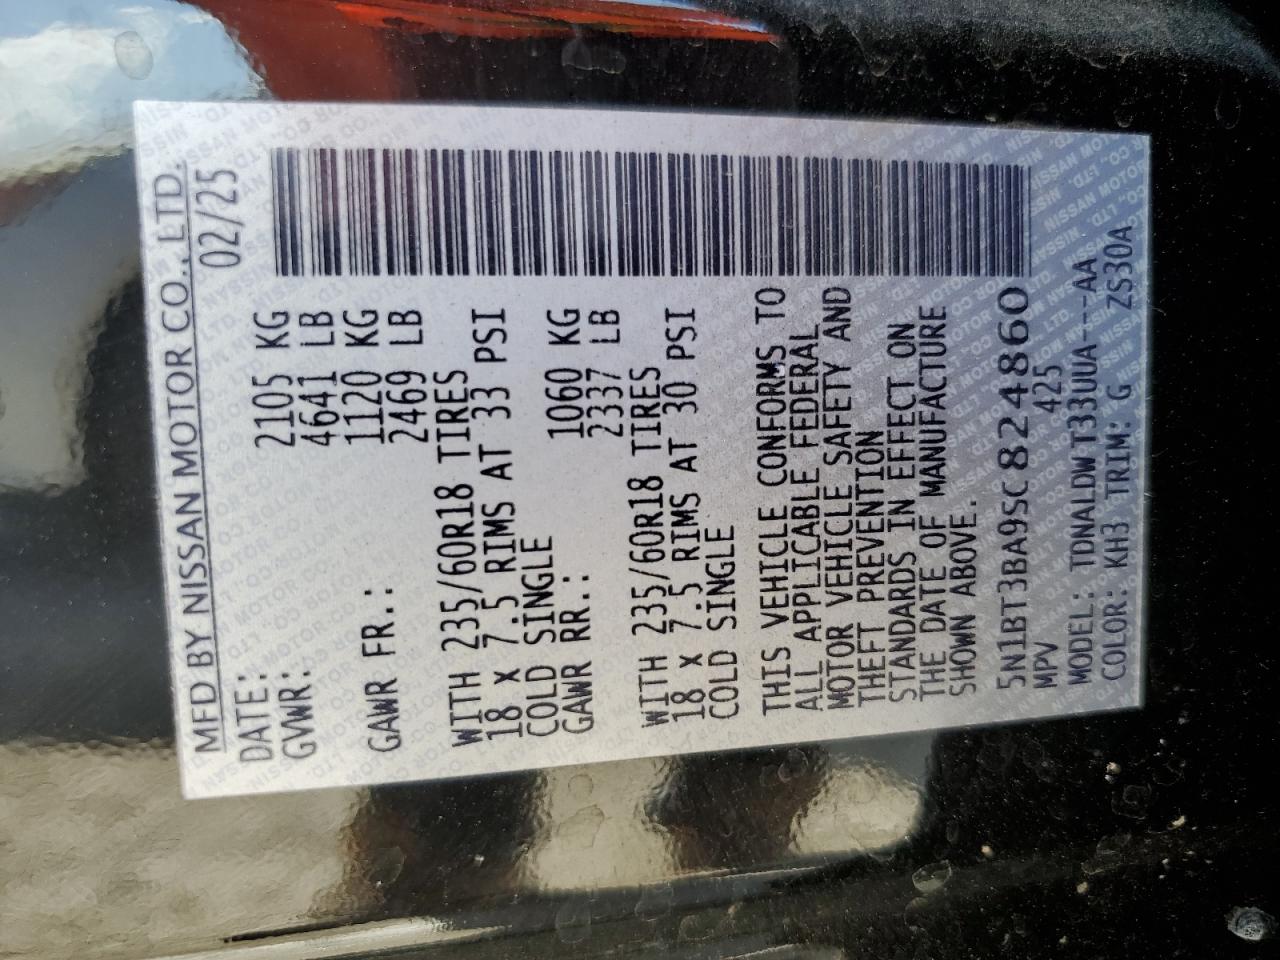 MFD BY NISSAN MOTOR CO., LTD.
DATE: 02/25
GVWR: 2105 KG
4641 LB
GAWR FR.: 1120 KG
2469 LB
WITH 235/60R18 TIRES
18 X 7.5 RIMS AT 33 PSI
COLD SINGLE
GAWR RR.: 1060 KG
2337 LB
WITH 235/60R18 TIRES
18 X 7.5 RIMS AT 30 PSI
COLD SINGLE
THIS VEHICLE CONFORMS TO
ALL APPLICABLE FEDERAL
MOTOR VEHICLE SAFETY AND
THEFT PREVENTION
STANDARDS IN EFFECT ON
THE DATE OF MANUFACTURE
SHOWN ABOVE.
5N1BT3BA9SC824860
MPV 425
MODEL: TDNALDWT33UUA---AA
COLOR: KH3 TRIM: G ZS30A